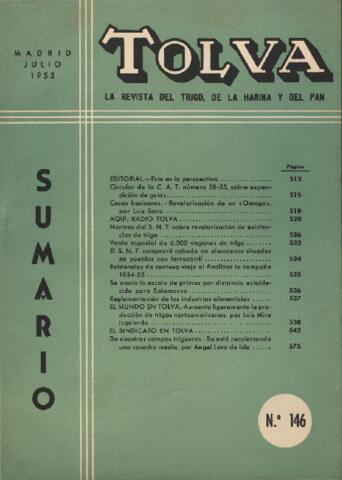 MADRID
JULIO
1955
TOLVA
LA REVISTA DEL TRIGO, DE LA HARINA Y DEL PAN
SUMARIO
Página
EDITORIAL.—Esta es la perspectiva 513
Circular de la C. A. T. número 58-55, sobre expen-
dición de guías 515
Cosas harineras. - Revalorización de un «Omega»,
por Luis Sanz 518
AQUI, RADIO TOLVA 520
Normas del S. N. T. sobre revalorización de existen-
cias de trigo 526
Venta especial de 6.500 vagones de trigo 532
El S. N. T. comprará cebada en almacenes situados
en pueblos con ferrocarril 534
Existencias de centeno viejo al finalizar la campaña
1954-55 535
Se anula la escala de primas por distancia estable-
cida para Salamanca 536
Reglamentación de las industrias alimenticias 537
EL MUNDO EN TOLVA.-Aumenta ligeramente la pro-
ducción de trigos norteamericanos, por Luis Mira
Izquierdo 538
EL SINDICATO EN TOLVA 542
De nuestros campos trigueros -Se está recolectando
una cosecha media, por Angel Lera de Isla 575
N.º 146